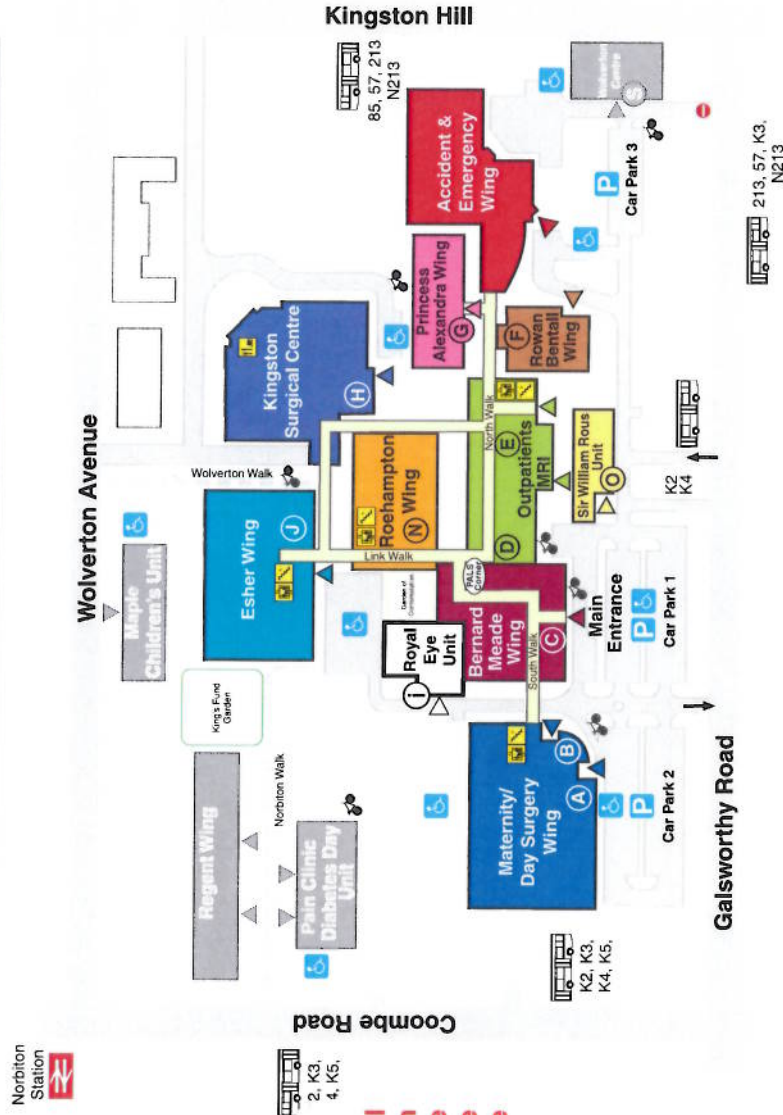 Kingston Hill
85, 57, 213
N213
Wolverton
Centre
S
213, 57, K3,
N213
P
Car Park 3
Accident &
Emergency
Wing
Princess
Alexandra Wing
G
F
Rowan
Bentall
Wing
Kingston
Surgical Centre
H
Wolverton Avenue
Wolverton Walk
North Walk
E
Outpatients
MRI
D
Sir William Rous
Unit
O
K2
K4
Roehampton
Wing
N
Link Walk
Esher Wing
J
Maple
Children's Unit
PALS
Corner
Garden of
Bernard
Meade
Wing
C
South Walk
Main
Entrance
P
Car Park 1
Royal
Eye
Unit
i
King's Fund
Garden
Norbiton Walk
Regent Wing
Pain Clinic
Diabetes Day
Unit
Maternity/
Day Surgery
Wing
A
B
P
Car Park 2
Galsworthy Road
K2, K3,
K4, K5,
Coombe Road
2, K3,
4, K5,
Norbiton
Station